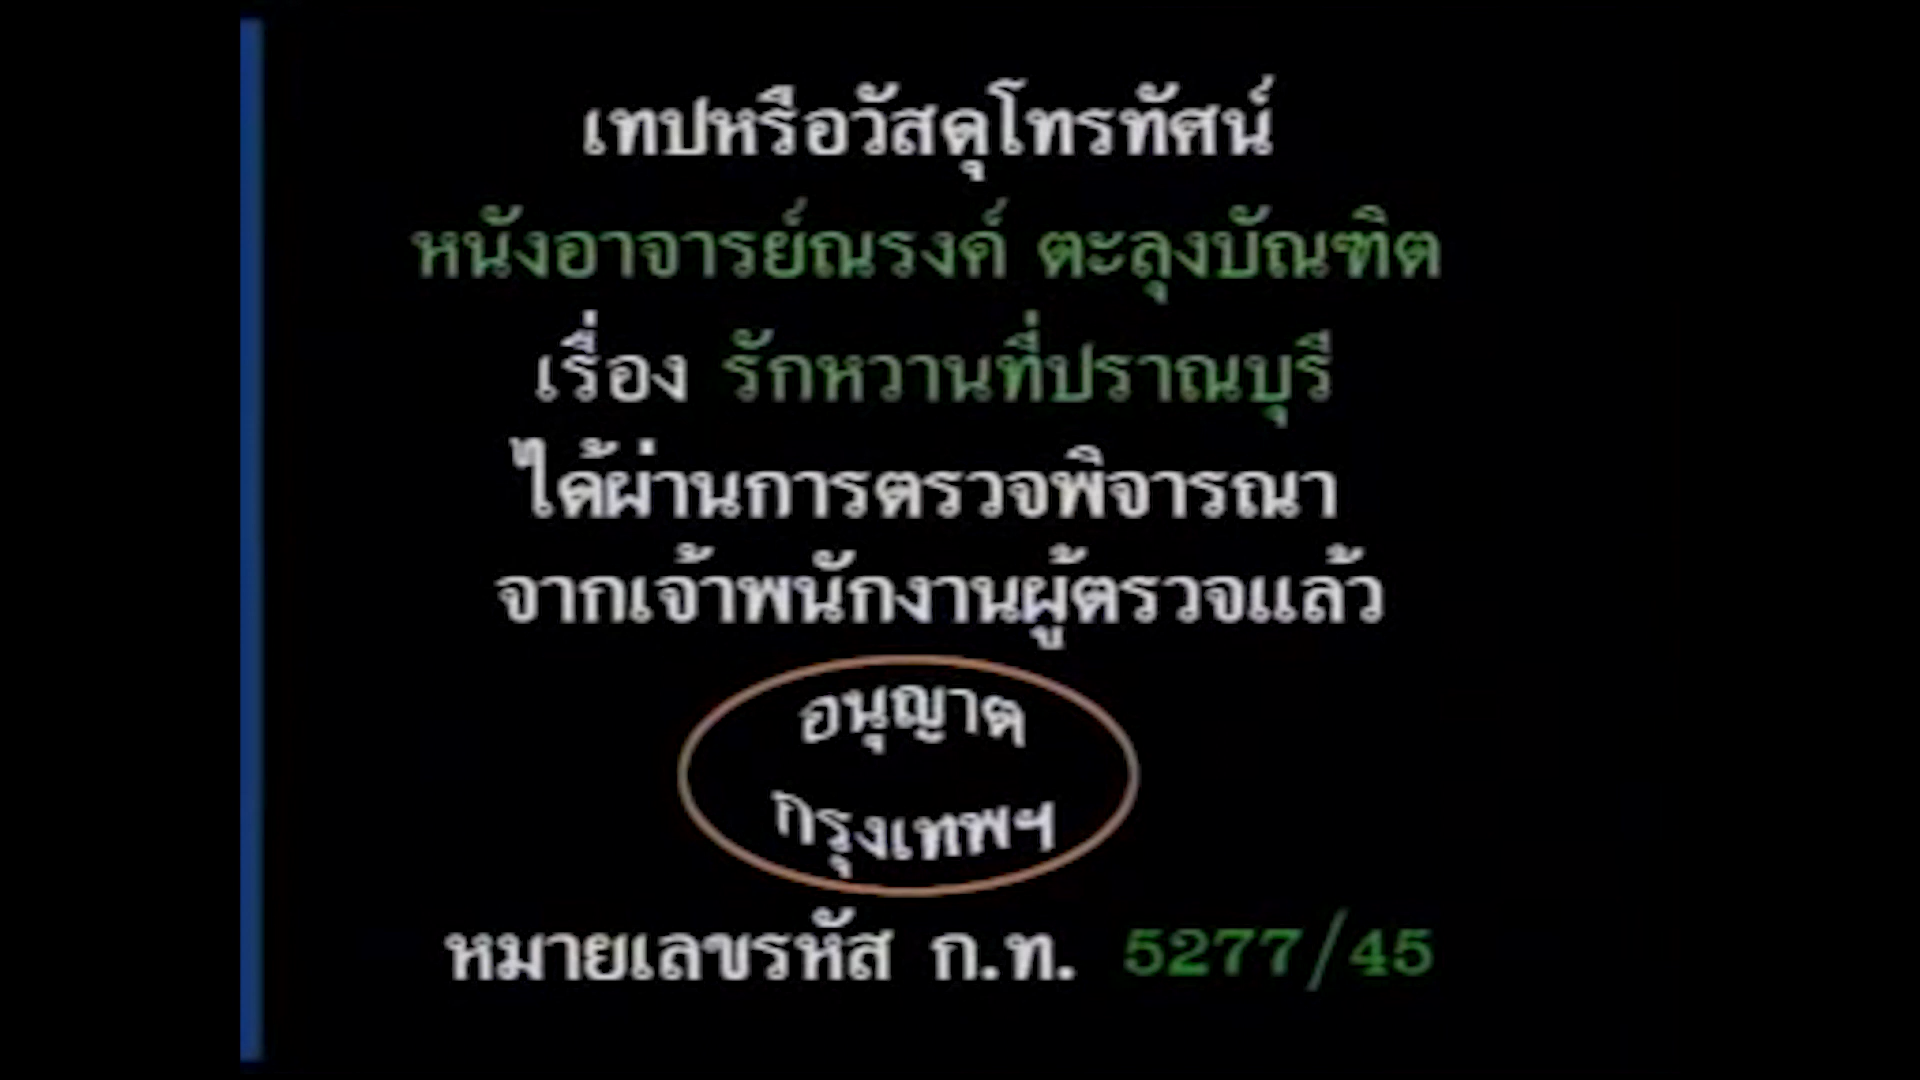 เทปหรือวัสดุโทรทัศน์
หนังอาจารย์ณรงค์ ตะลุงบัณฑิต
เรื่อง รักหวานที่ปราณบุรี
ได้ผ่านการตรวจพิจารณา
จากเจ้าพนักงานผู้ตรวจแล้ว
อนุญาต
กรุงเทพฯ
หมายเลขรหัส ก.ท. 5277/45